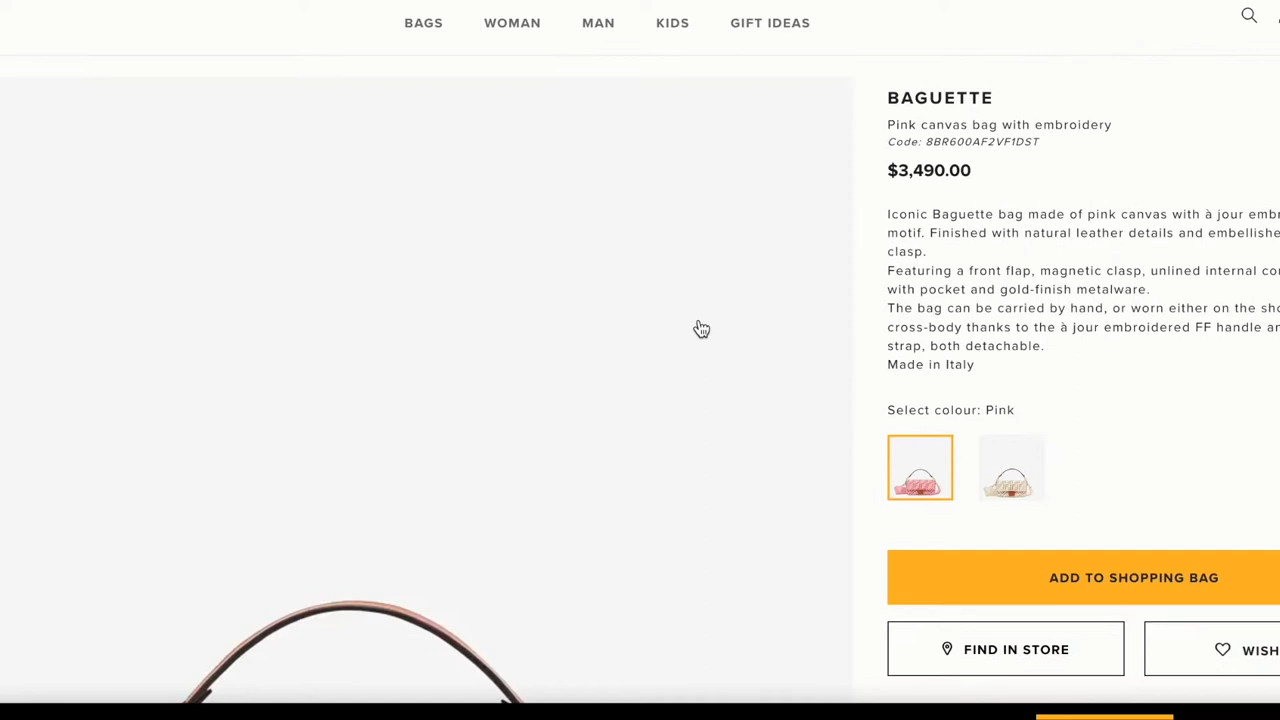 BAGS WOMAN MAN KIDS GIFT IDEAS
BAGUETTE
Pink canvas bag with embroidery
Code: 8BR600AF2VF1DST
$3,490.00
Iconic Baguette bag made of pink canvas with à jour embr
motif. Finished with natural leather details and embellishe
clasp.
Featuring a front flap, magnetic clasp, unlined internal co
with pocket and gold-finish metalware.
The bag can be carried by hand, or worn either on the sho
cross-body thanks to the à jour embroidered FF handle an
strap, both detachable.
Made in Italy
Select colour: Pink
ADD TO SHOPPING BAG
FIND IN STORE
WISH